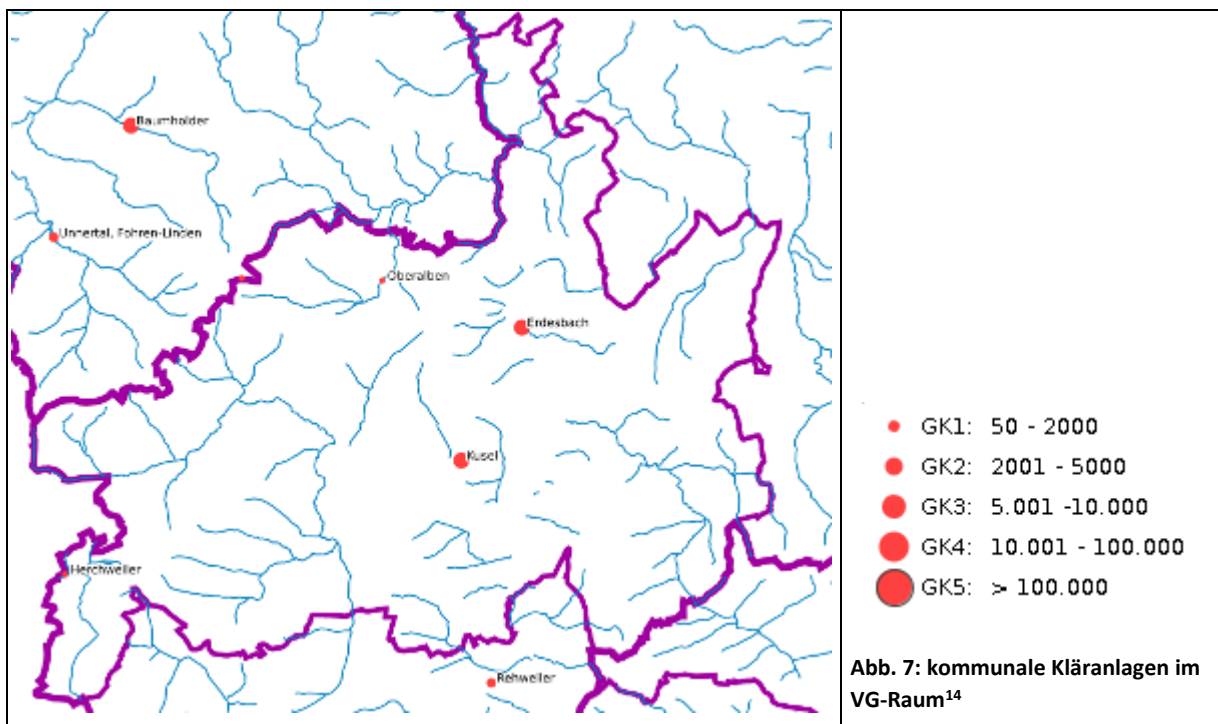 Baumholder
Unnertal, Fohren-Linden
Oberalben
Erdesbach
Kusel
Herchweiler
Rehweiler
GK1: 50 - 2000
GK2: 2001 - 5000
GK3: 5.001 -10.000
GK4: 10.001 - 100.000
GK5: > 100.000
Abb. 7: kommunale Kläranlagen im
VG-Raum14